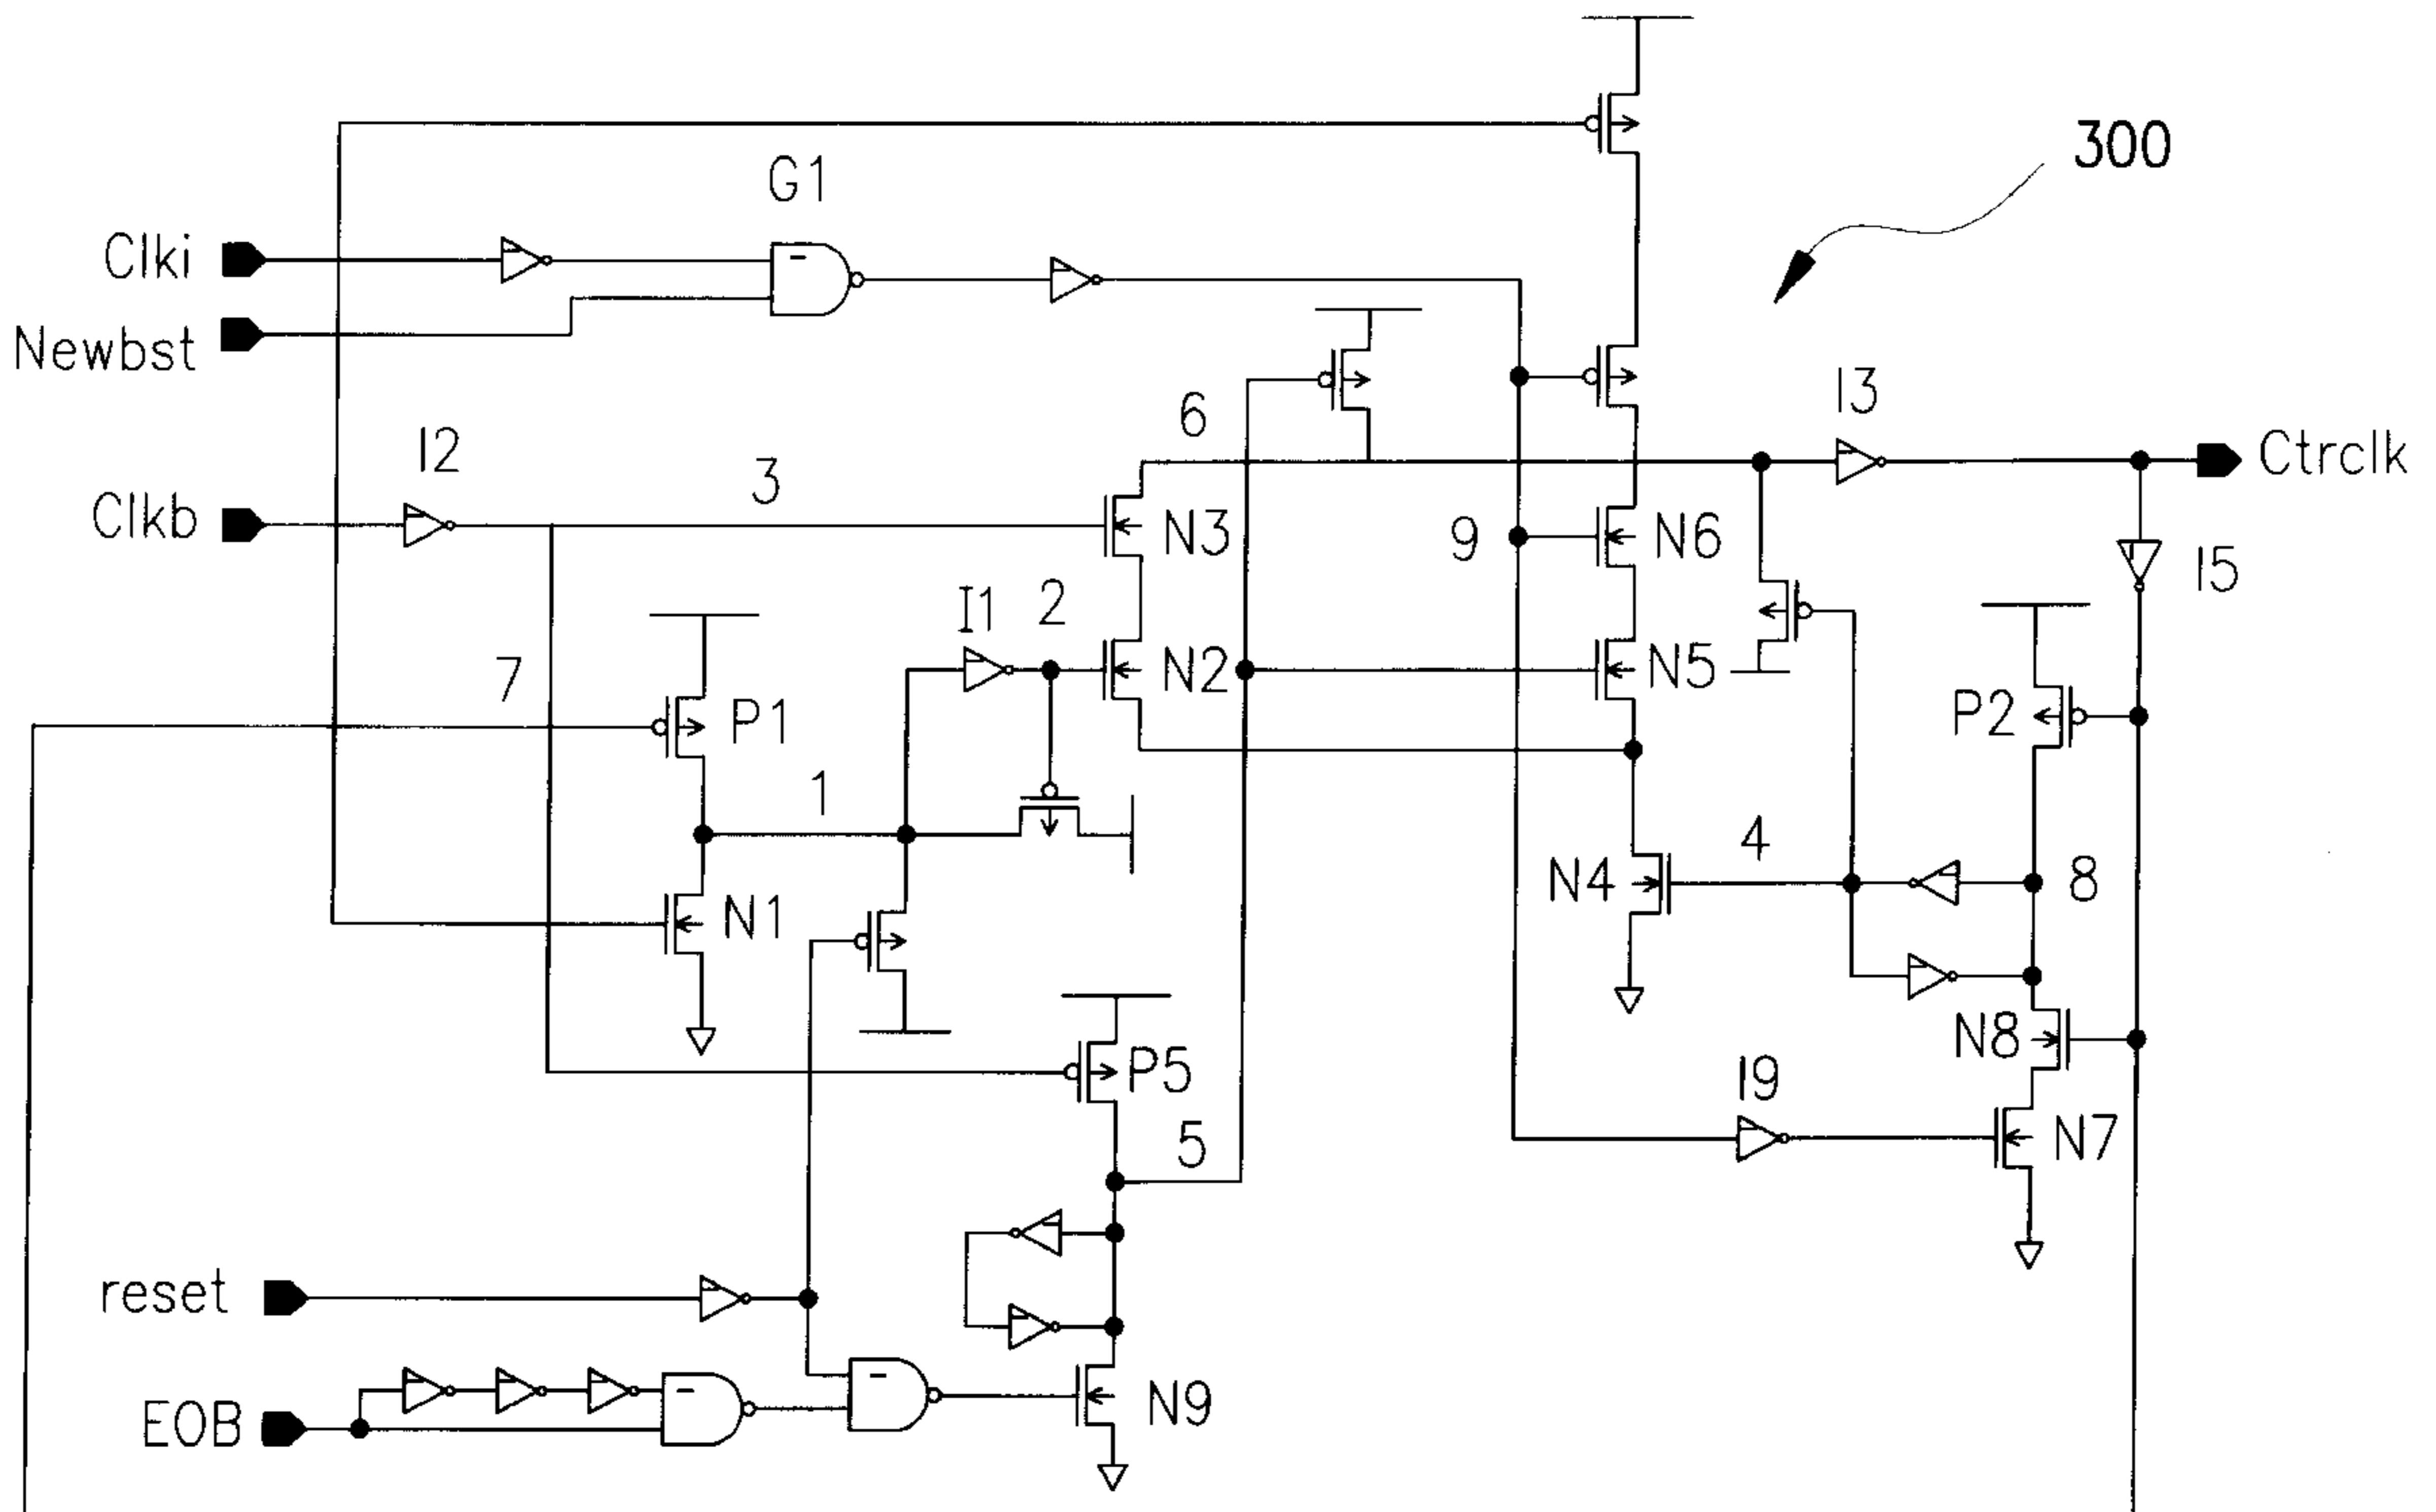 300
G1
Clki
Newbst
I3
6
I2
Ctrclk
3
Clkb
N3
9
N6
I5
I1
2
7
N2
N5
P1
P2
1
4
8
N4
N1
N8
P5
I9
5
N7
reset
N9
EOB